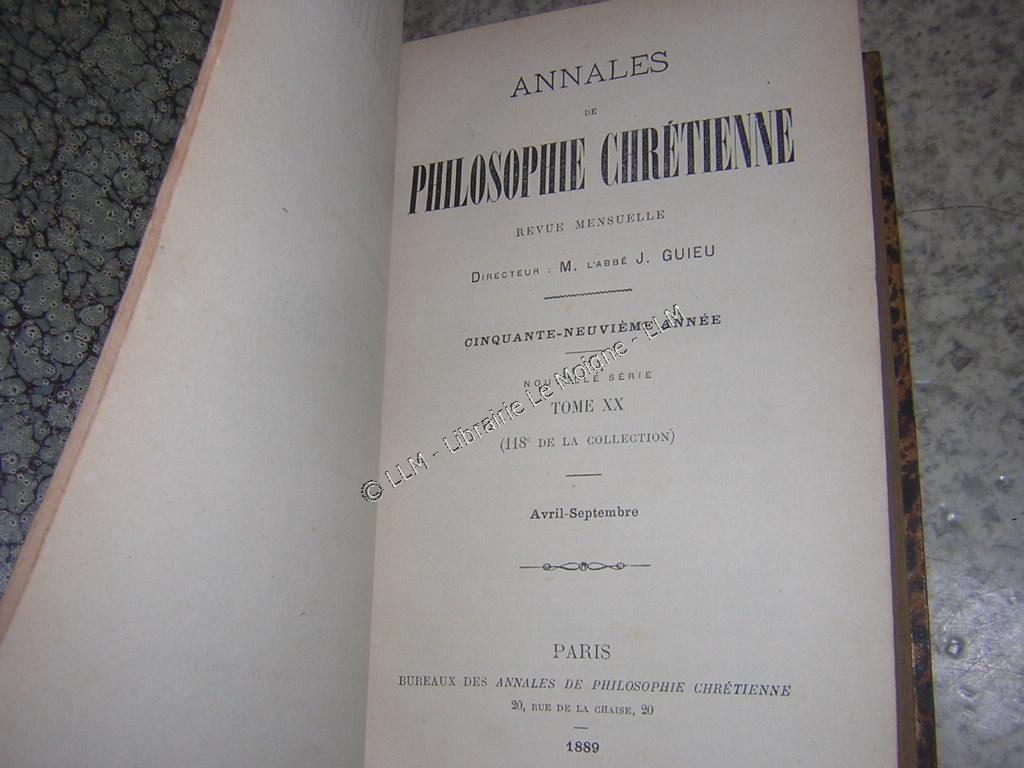 ANNALES
DE
PHILOSOPHIE CHRÉTIENNE
REVUE MENSUELLE
DIRECTEUR : M. L'ABBÉ J. GUIEU
CINQUANTE-NEUVIÈME ANNÉE
NOUVELLE SÉRIE
TOME XX
(118e DE LA COLLECTION)
Avril-Septembre
PARIS
BUREAUX DES ANNALES DE PHILOSOPHIE CHRÉTIENNE
20, RUE DE LA CHAISE, 20
1889
© LLM - Librairie Le Moigne - LLM